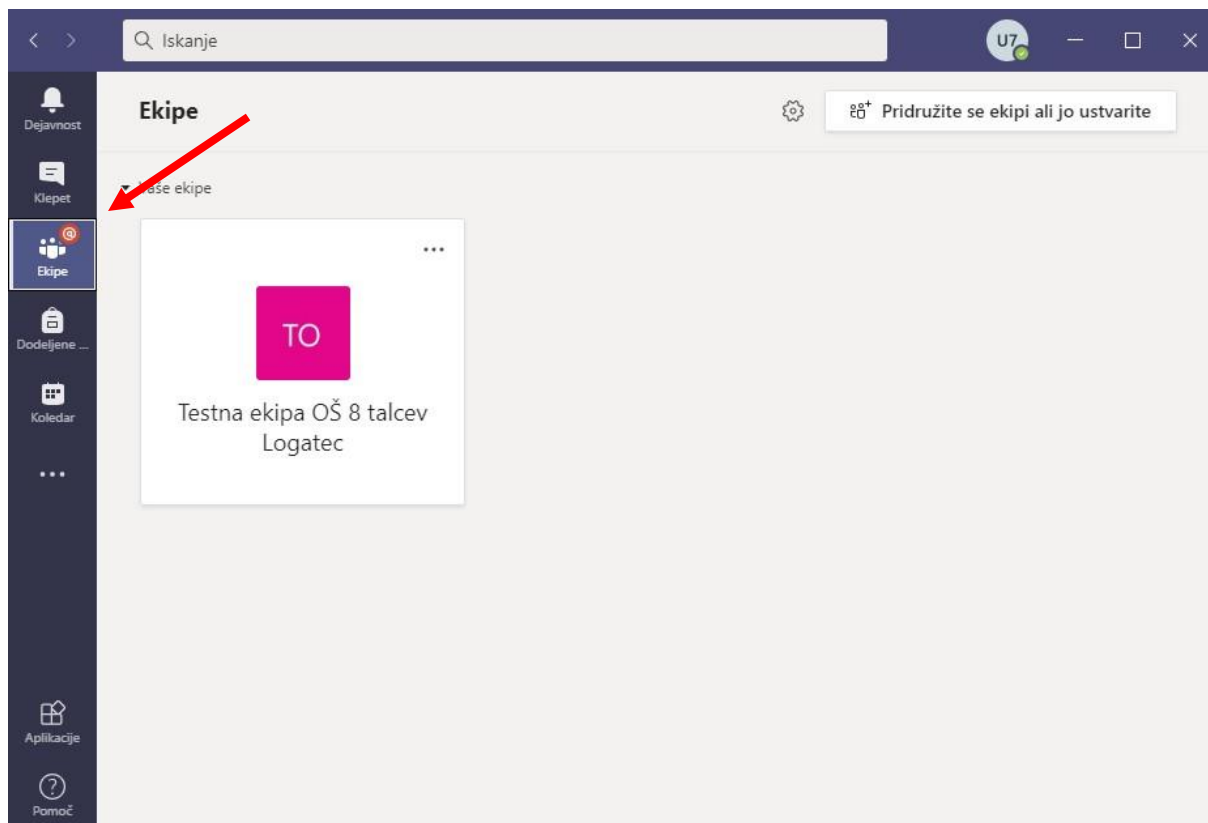 Iskanje
U7
Dejavnost
Klepet
@
Ekipe
Dodeljene ...
Koledar
Aplikacije
Pomoč
Ekipe
Pridružite se ekipi ali jo ustvarite
ekipe
TO
Testna ekipa OŠ 8 talcev
Logatec